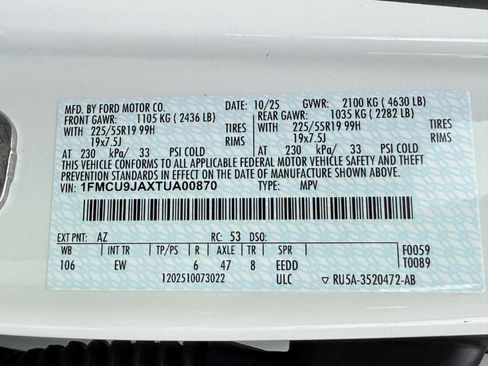 MFD. BY FORD MOTOR CO. DATE: 10/25 GVWR: 2100 KG (4630 LB)
FRONT GAWR: 1105 KG (2436 LB) REAR GAWR: 1035 KG (2282 LB)
WITH 225/55R19 99H TIRES WITH 225/55R19 99H TIRES
19x7.5J RIMS 19x7.5J RIMS
AT 230 kPa/ 33 PSI COLD AT 230 kPa/ 33 PSI COLD
THIS VEHICLE CONFORMS TO ALL APPLICABLE FEDERAL MOTOR VEHICLE SAFETY AND THEFT PREVENTION
STANDARDS IN EFFECT ON THE DATE OF MANUFACTURE SHOWN ABOVE.
VIN: 1FMCU9JAXTUA00870 TYPE: MPV
EXT PNT: AZ RC: 53 DSO:
WB INT TR TP/PS R AXLE TR SPR F0059
106 EW 6 47 8 EEDD T0089
1202510073022 ULC ▽ RU5A-3520472-AB